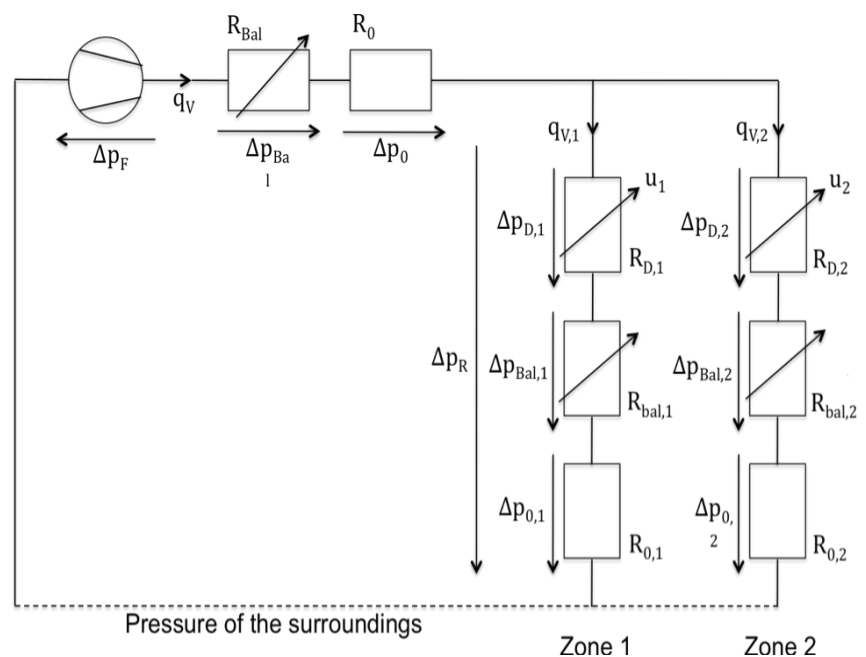 R_Bal
R_0
q_V
Δp_F
Δp_Ba
l
Δp_0
q_V,1
q_V,2
u_1
u_2
Δp_D,1
Δp_D,2
R_D,1
R_D,2
Δp_R
Δp_Bal,1
Δp_Bal,2
R_bal,1
R_bal,2
Δp_0,1
Δp_0,
2
R_0,1
R_0,2
Pressure of the surroundings
Zone 1
Zone 2